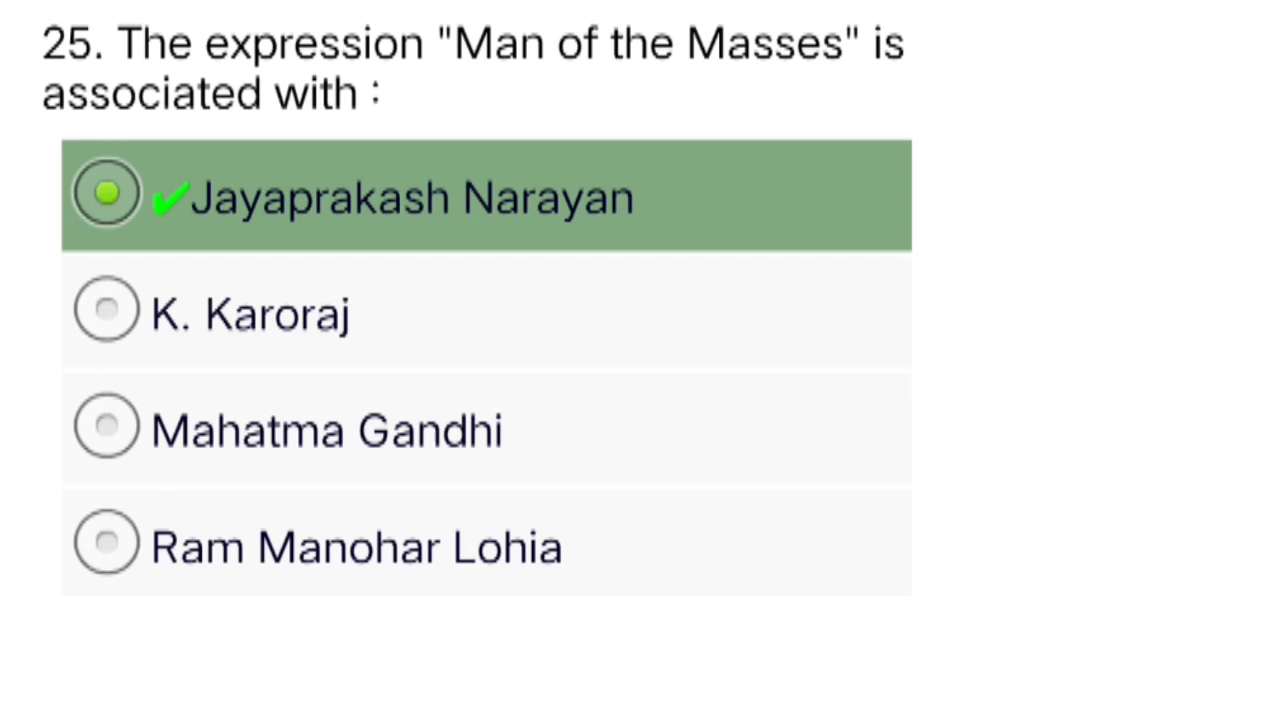 25. The expression "Man of the Masses" is
associated with :
✔Jayaprakash Narayan
K. Karoraj
Mahatma Gandhi
Ram Manohar Lohia